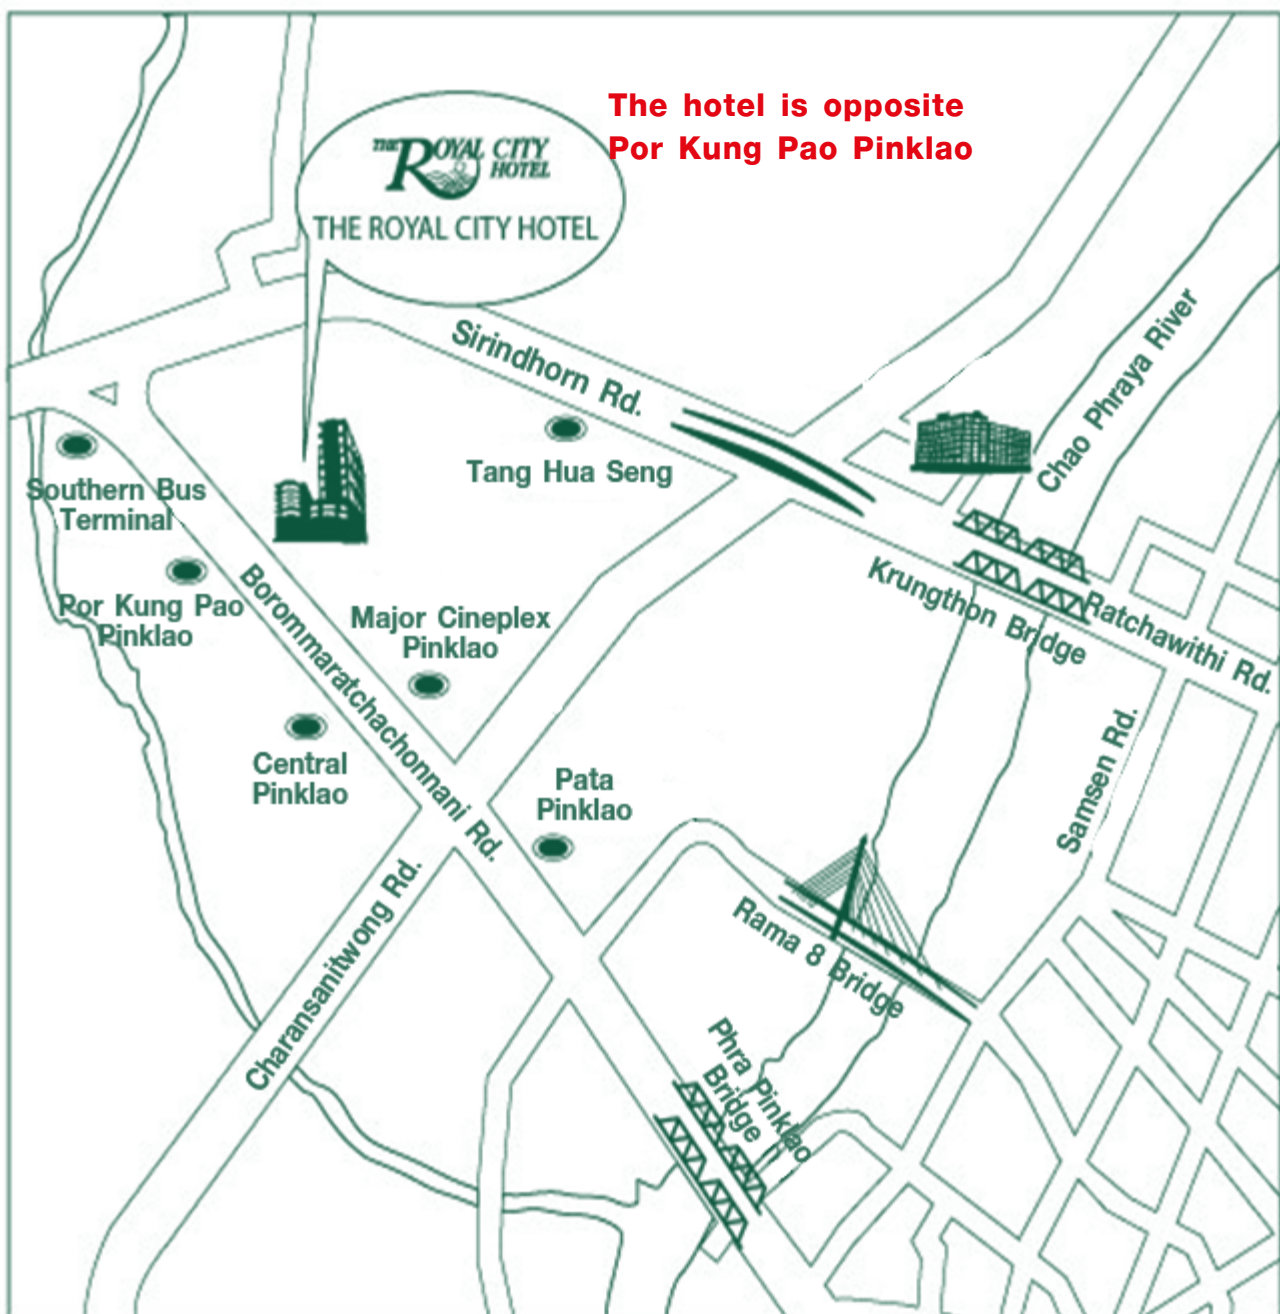 The hotel is opposite
Por Kung Pao Pinklao
THE ROYAL CITY
HOTEL
THE ROYAL CITY HOTEL
Sirindhorn Rd.
Chao Phraya River
Tang Hua Seng
Southern Bus
Terminal
Por Kung Pao
Pinklao
Borommaratchachonnani Rd.
Major Cineplex
Pinklao
Krungthon Bridge
Ratchawithi Rd.
Samsen Rd.
Central
Pinklao
Pata
Pinklao
Charansanitwong Rd.
Rama 8 Bridge
Phra Pinklao
Bridge